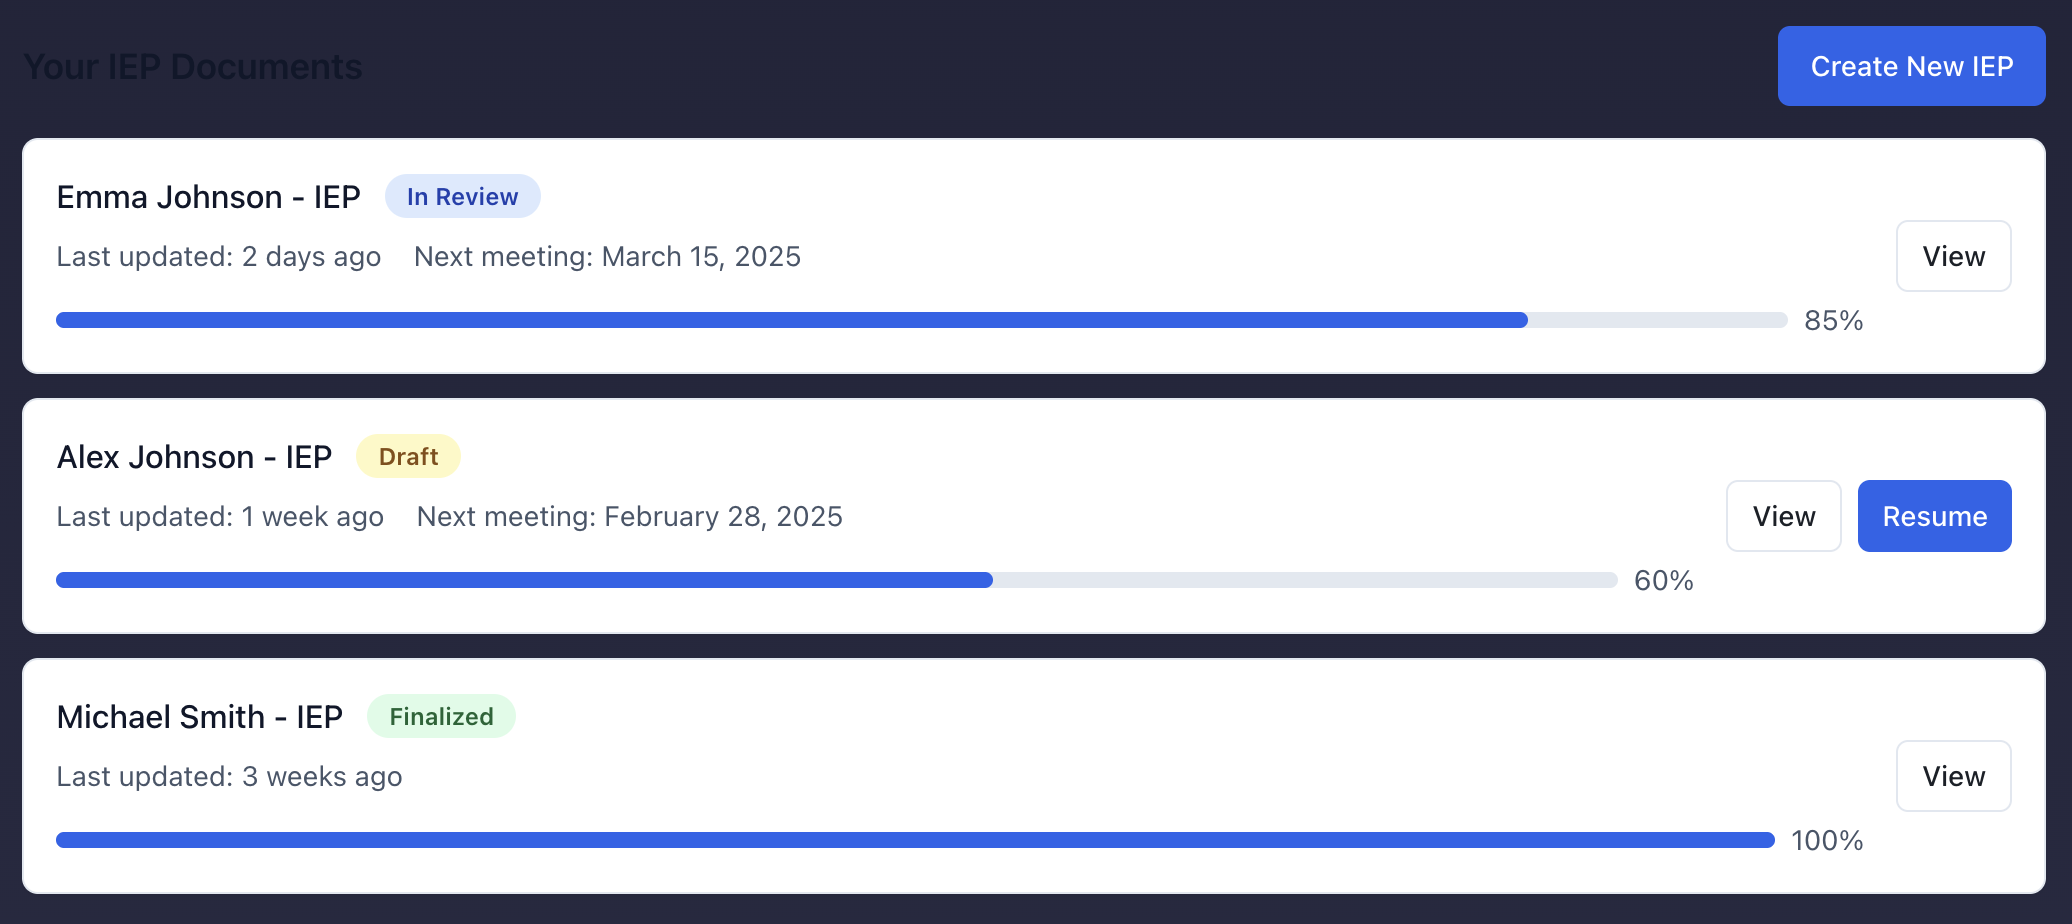 Your IEP Documents
Create New IEP
Emma Johnson - IEP
In Review
Last updated: 2 days ago
Next meeting: March 15, 2025
View
85%
Alex Johnson - IEP
Draft
Last updated: 1 week ago
Next meeting: February 28, 2025
View
Resume
60%
Michael Smith - IEP
Finalized
Last updated: 3 weeks ago
View
100%